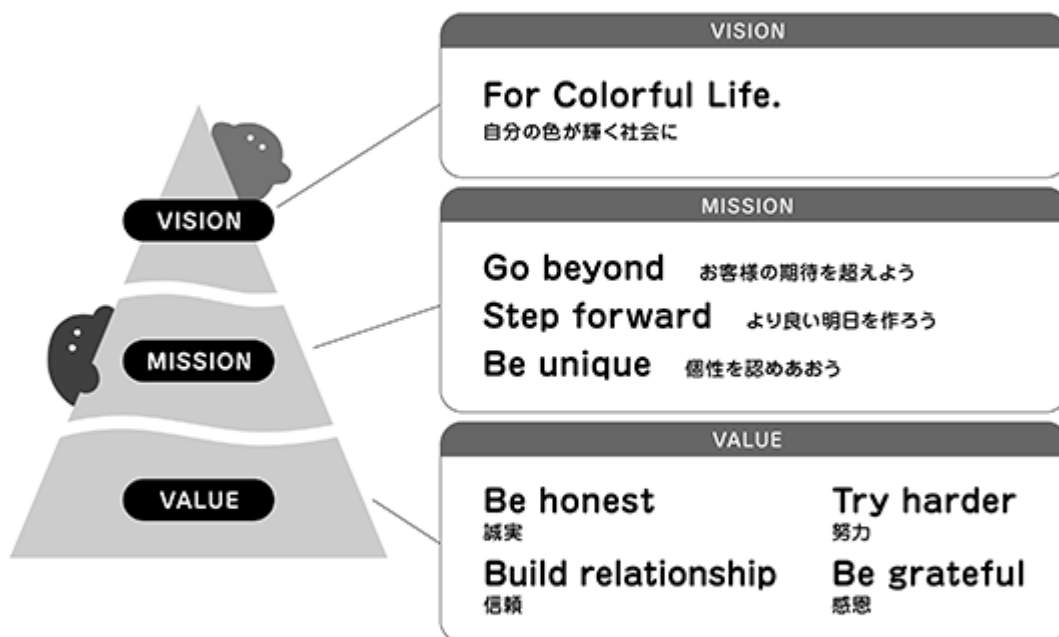 VISION
MISSION
VALUE
VISION
For Colorful Life.
自分の色が輝く社会に
MISSION
Go beyond お客様の期待を超えよう
Step forward より良い明日を作ろう
Be unique 個性を認めあおう
VALUE
Be honest
誠実
Try harder
努力
Build relationship
信頼
Be grateful
感恩